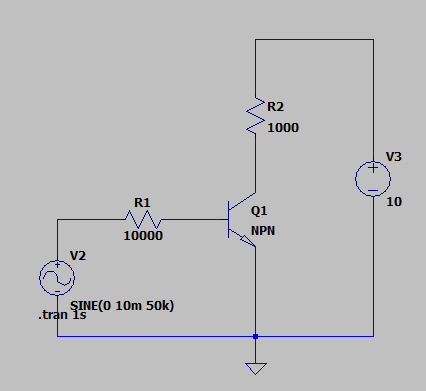 R2
1000
V3
R1
10000
Q1
NPN
10
V2
SINE(0 10m 50k)
.tran 1s